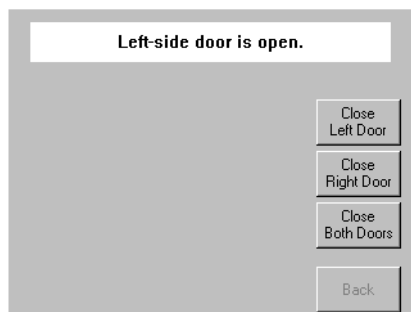 Left-side door is open.
Close
Left Door
Close
Right Door
Close
Both Doors
Back